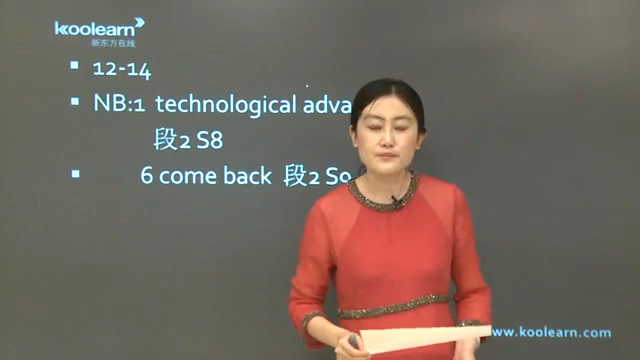 koolearn
新东方在线
12-14
NB:1 technological adva
段2 S8
6 come back 段2 S9
www.koolearn.com